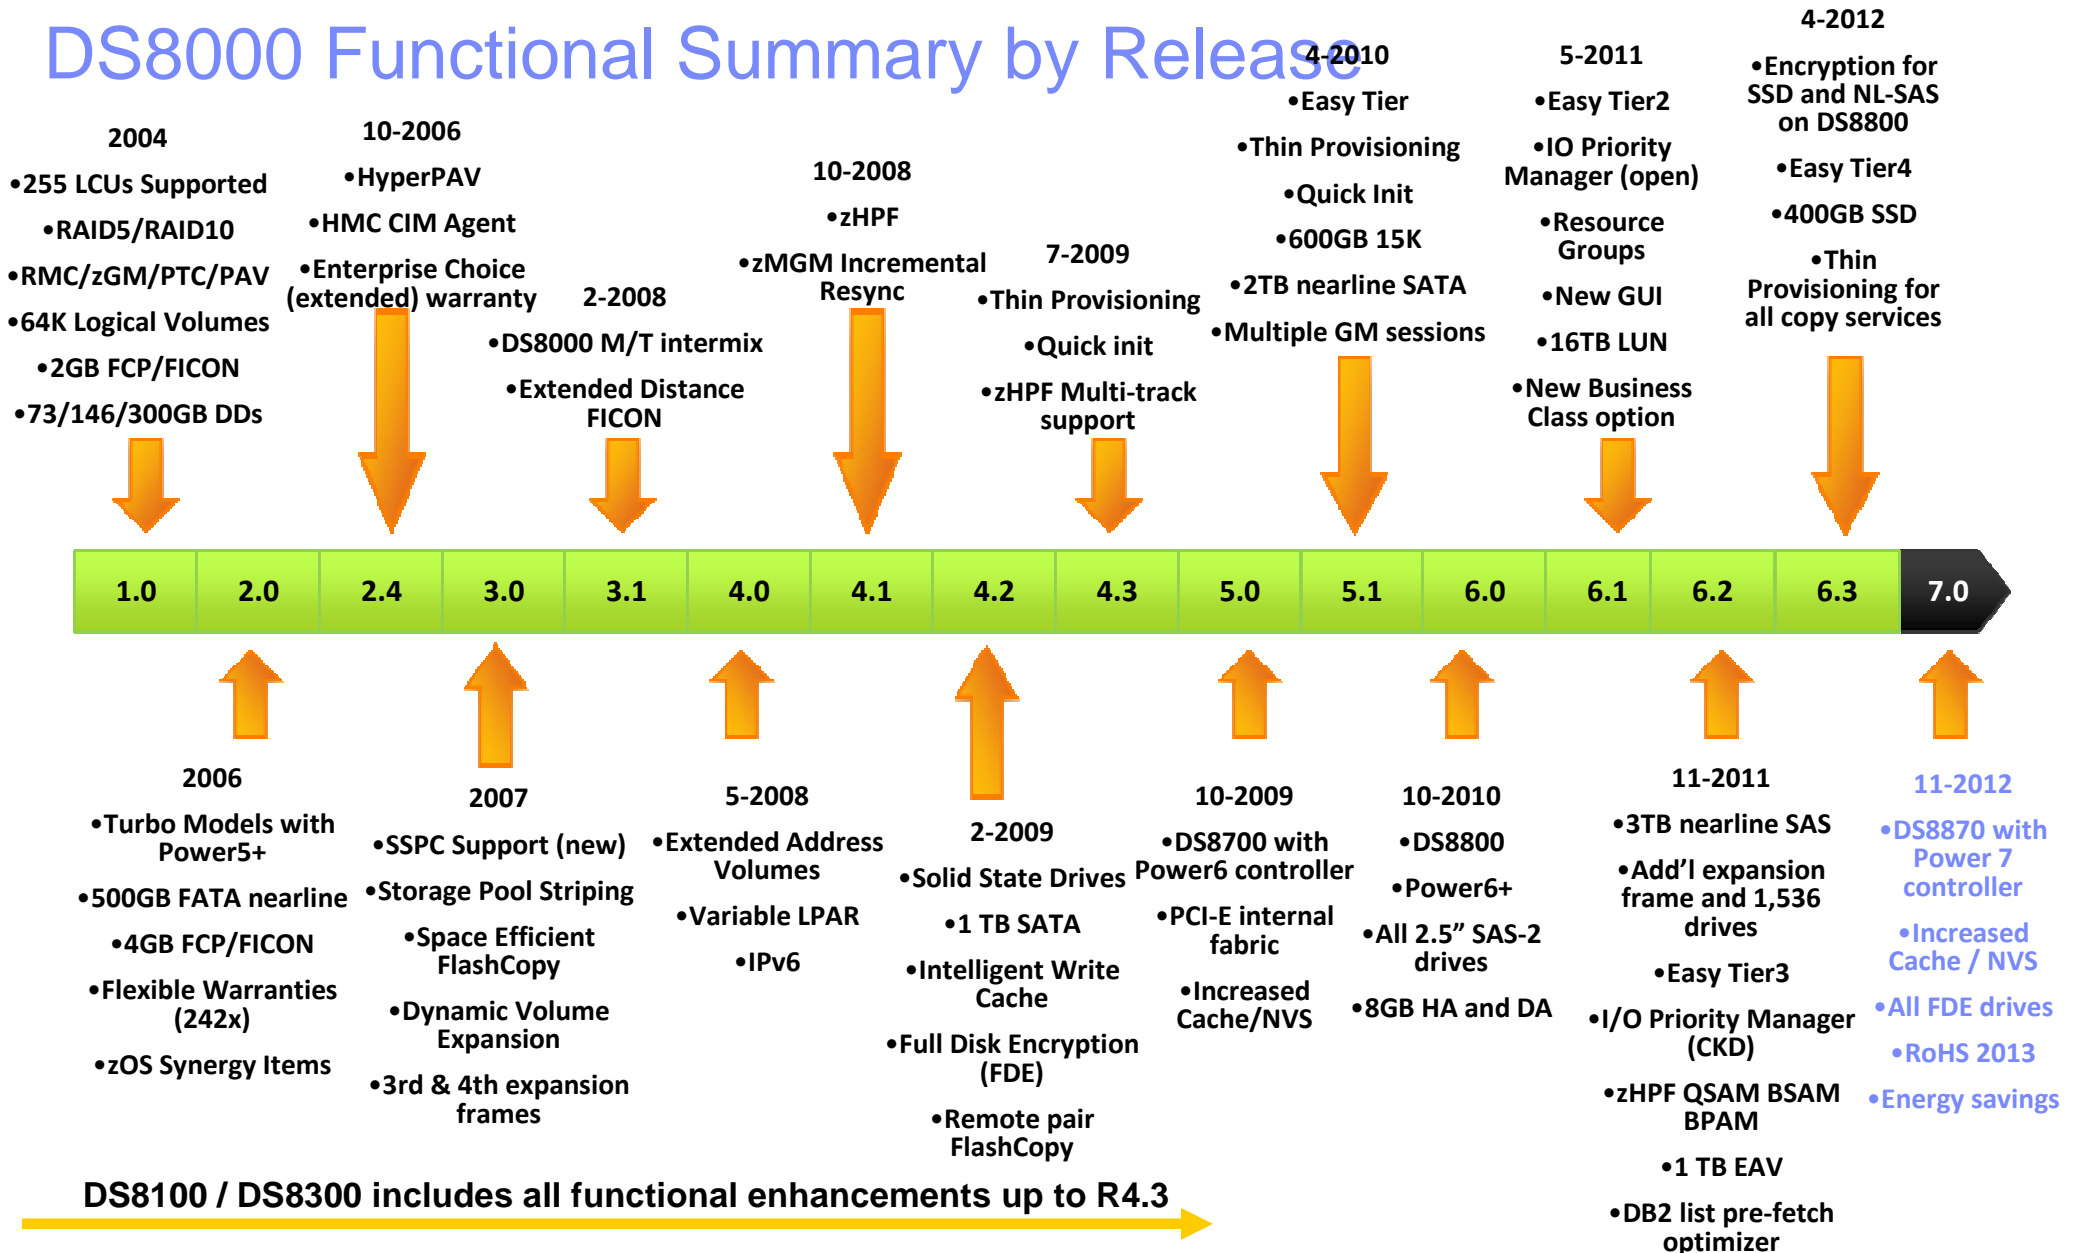 DS8000 Functional Summary by Release
2004
•255 LCUs Supported
•RAID5/RAID10
•RMC/zGM/PTC/PAV
•64K Logical Volumes
•2GB FCP/FICON
•73/146/300GB DDs
10-2006
•HyperPAV
•HMC CIM Agent
•Enterprise Choice
(extended) warranty
2-2008
•DS8000 M/T intermix
•Extended Distance
FICON
10-2008
•zHPF
•zMGM Incremental
Resync
7-2009
•Thin Provisioning
•Quick init
•zHPF Multi-track
support
4-2010
•Easy Tier
•Thin Provisioning
•Quick Init
•600GB 15K
•2TB nearline SATA
•Multiple GM sessions
5-2011
•Easy Tier2
•IO Priority
Manager (open)
•Resource
Groups
•New GUI
•16TB LUN
•New Business
Class option
4-2012
•Encryption for
SSD and NL-SAS
on DS8800
•Easy Tier4
•400GB SSD
•Thin
Provisioning for
all copy services
1.0 2.0 2.4 3.0 3.1 4.0 4.1 4.2 4.3 5.0 5.1 6.0 6.1 6.2 6.3 7.0
2006
•Turbo Models with
Power5+
•500GB FATA nearline
•4GB FCP/FICON
•Flexible Warranties
(242x)
•zOS Synergy Items
2007
•SSPC Support (new)
•Storage Pool Striping
•Space Efficient
FlashCopy
•Dynamic Volume
Expansion
•3rd & 4th expansion
frames
5-2008
•Extended Address
Volumes
•Variable LPAR
•IPv6
2-2009
•Solid State Drives
•1 TB SATA
•Intelligent Write
Cache
•Full Disk Encryption
(FDE)
•Remote pair
FlashCopy
10-2009
•DS8700 with
Power6 controller
•PCI-E internal
fabric
•Increased
Cache/NVS
10-2010
•DS8800
•Power6+
•All 2.5” SAS-2
drives
•8GB HA and DA
11-2011
•3TB nearline SAS
•Add’l expansion
frame and 1,536
drives
•Easy Tier3
•I/O Priority Manager
(CKD)
•zHPF QSAM BSAM
BPAM
•1 TB EAV
•DB2 list pre-fetch
optimizer
11-2012
•DS8870 with
Power 7
controller
•Increased
Cache / NVS
•All FDE drives
•RoHS 2013
•Energy savings
DS8100 / DS8300 includes all functional enhancements up to R4.3